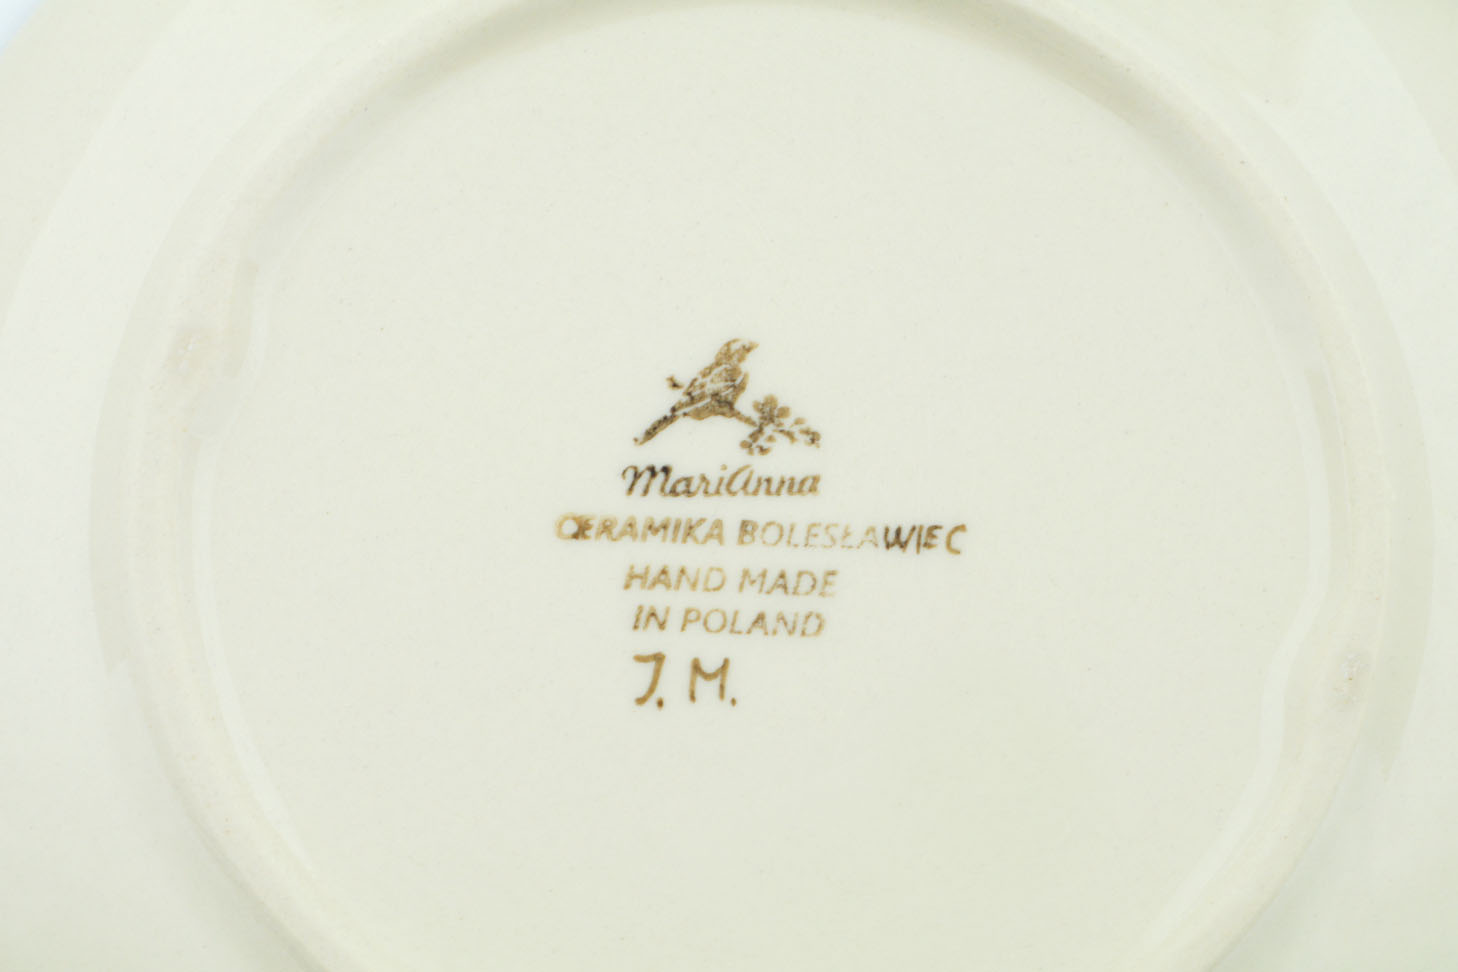 MariAnna
CERAMIKA BOLESŁAWIEC
HAND MADE
IN POLAND
J. M.